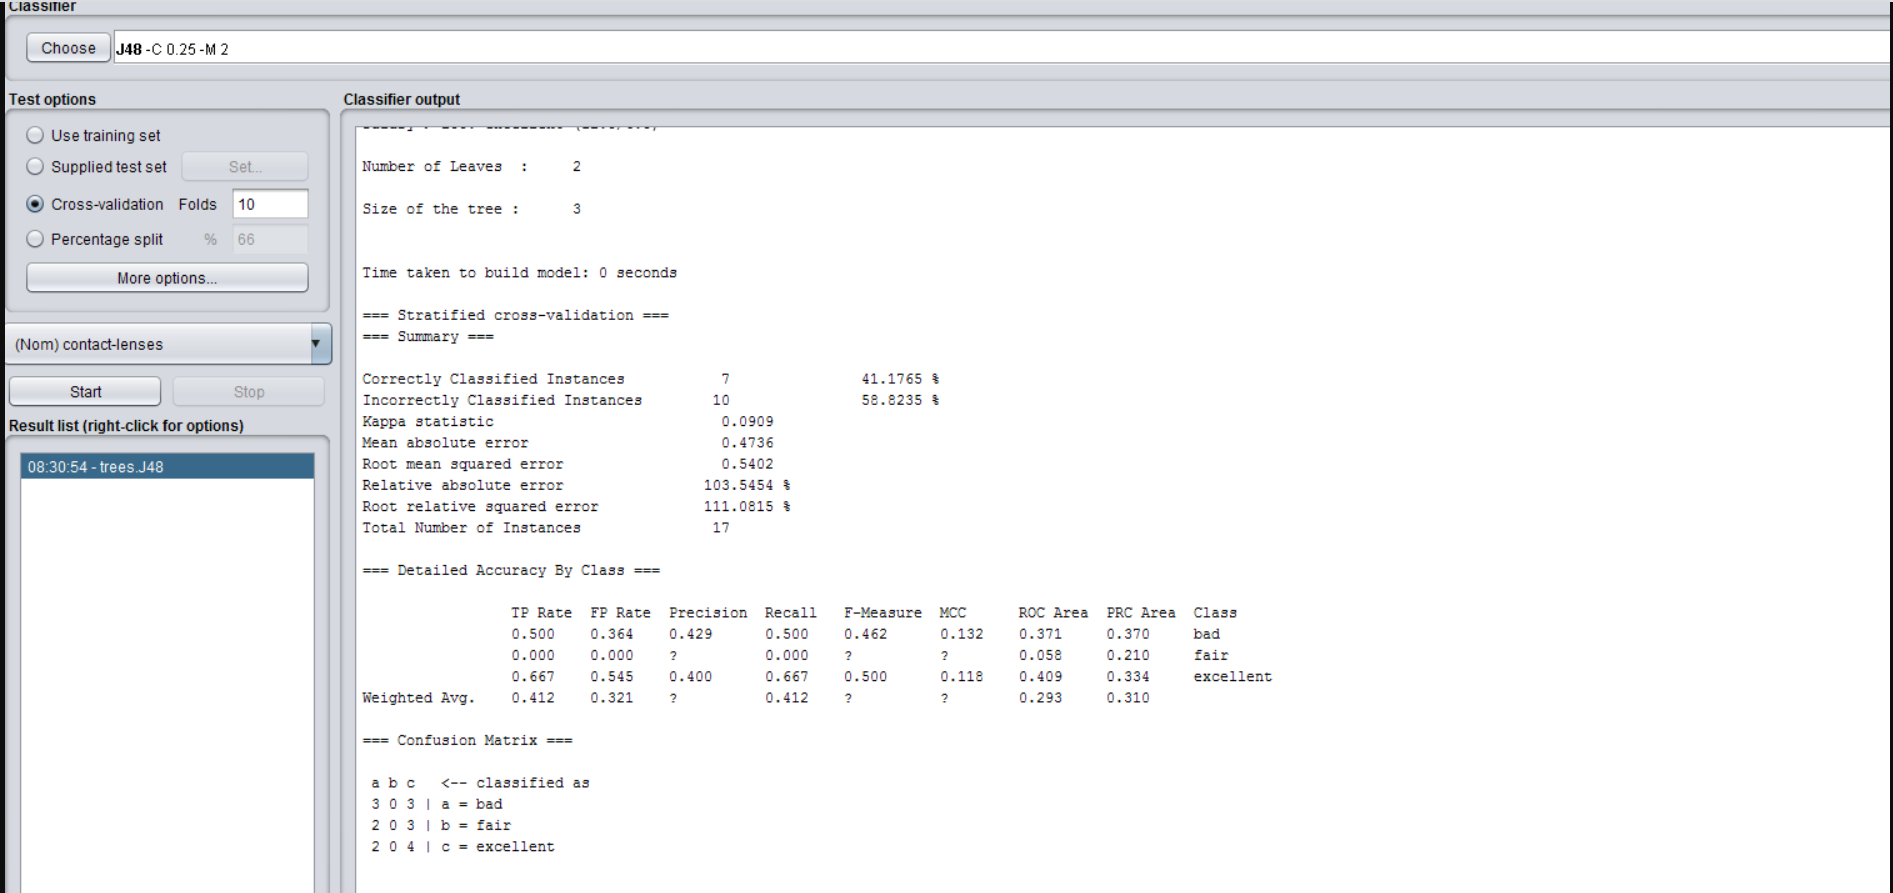 Classifier
Choose J48 -C 0.25 -M 2
Test options
Use training set
Supplied test set Set...
Cross-validation Folds 10
Percentage split % 66
More options...
(Nom) contact-lenses
Start Stop
Result list (right-click for options)
08:30:54 - trees.J48
Classifier output
Number of Leaves : 2
Size of the tree : 3
Time taken to build model: 0 seconds
=== Stratified cross-validation ===
=== Summary ===
Correctly Classified Instances 7 41.1765 %
Incorrectly Classified Instances 10 58.8235 %
Kappa statistic 0.0909
Mean absolute error 0.4736
Root mean squared error 0.5402
Relative absolute error 103.5454 %
Root relative squared error 111.0815 %
Total Number of Instances 17
=== Detailed Accuracy By Class ===
TP Rate FP Rate Precision Recall F-Measure MCC ROC Area PRC Area Class
0.500 0.364 0.429 0.500 0.462 0.132 0.371 0.370 bad
0.000 0.000 ? 0.000 ? ? 0.058 0.210 fair
0.667 0.545 0.400 0.667 0.500 0.118 0.409 0.334 excellent
Weighted Avg. 0.412 0.321 ? 0.412 ? ? 0.293 0.310
=== Confusion Matrix ===
a b c <-- classified as
3 0 3 | a = bad
2 0 3 | b = fair
2 0 4 | c = excellent